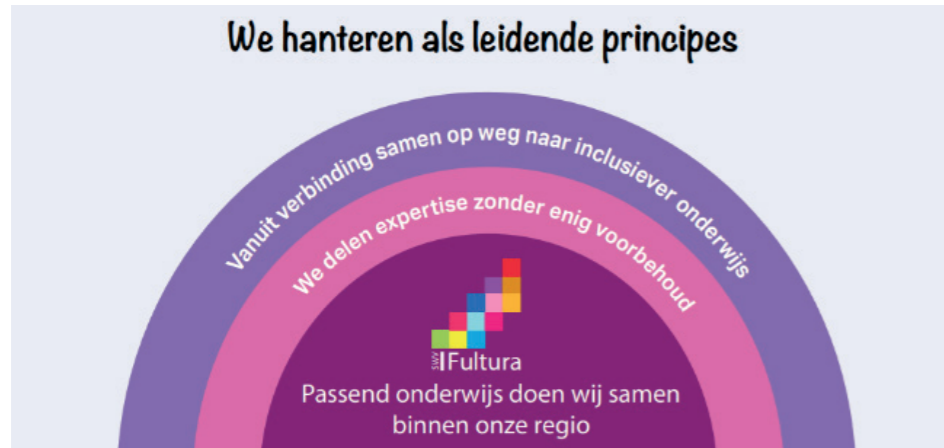 We hanteren als leidende principes
Vanuit verbinding samen op weg naar inclusiever onderwijs
We delen expertise zonder enig voorbehoud
SWV | Fultura
Passend onderwijs doen wij samen
binnen onze regio